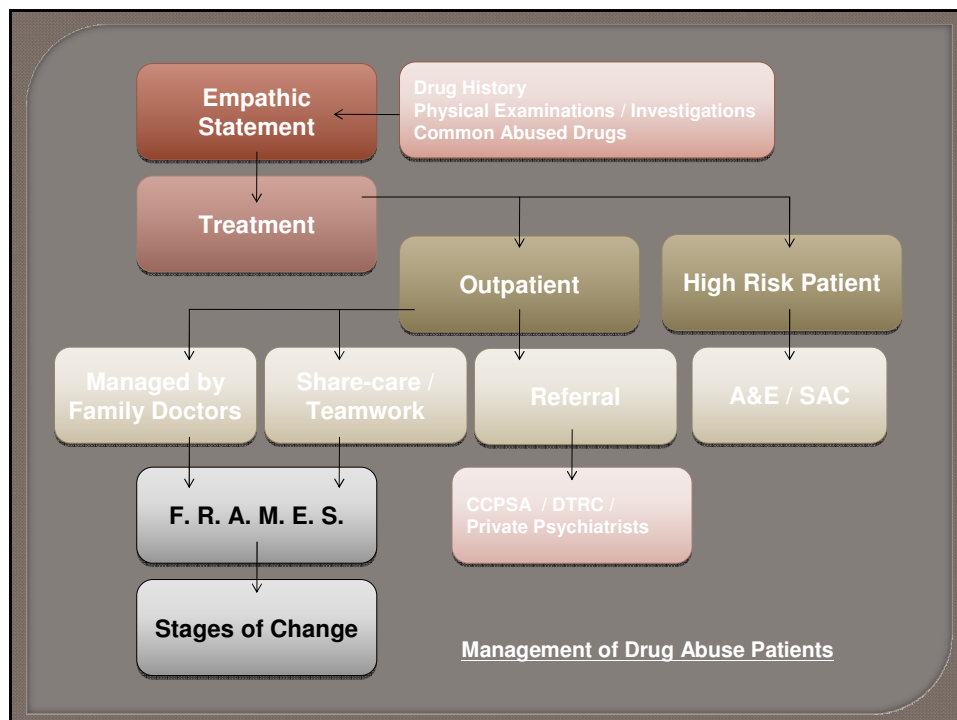 Empathic
Statement
Drug History
Physical Examinations / Investigations
Common Abused Drugs
Treatment
Outpatient
High Risk Patient
Managed by
Family Doctors
Share-care /
Teamwork
Referral
A&E / SAC
F. R. A. M. E. S.
CCPSA / DTRC /
Private Psychiatrists
Stages of Change
Management of Drug Abuse Patients